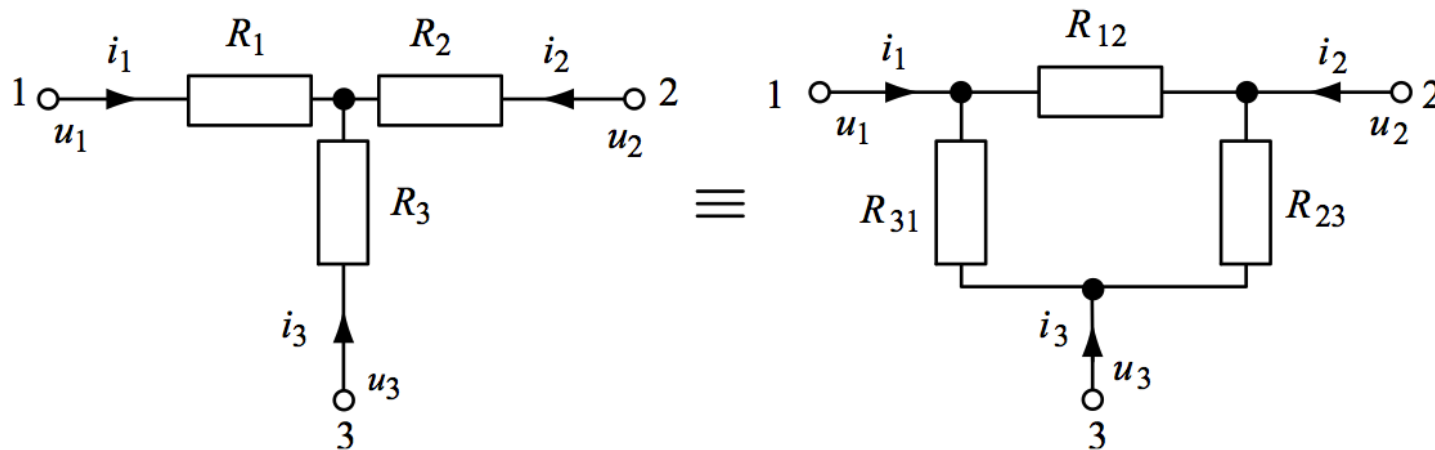 i₁ R₁ R₂ i₂
1 2
u₁ u₂
R₃
i₃
u₃
3
≡
i₁ R₁₂ i₂
1 2
u₁ u₂
R₃₁ R₂₃
i₃
u₃
3